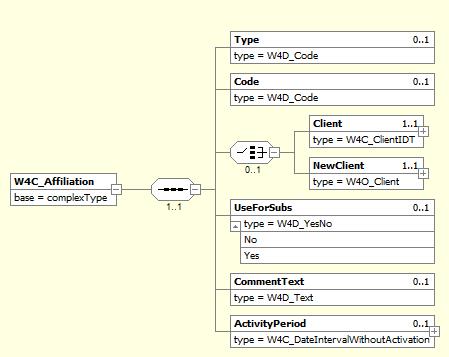 Type 0..1
type = W4D_Code
Code 0..1
type = W4D_Code
Client 1..1
type = W4C_ClientIDT
0..1
NewClient 1..1
type = W4O_Client
W4C_Affiliation
base = complexType
1..1
UseForSubs 0..1
type = W4D_YesNo
No
Yes
CommentText 0..1
type = W4D_Text
ActivityPeriod 0..1
type = W4C_DateIntervalWithoutActivation